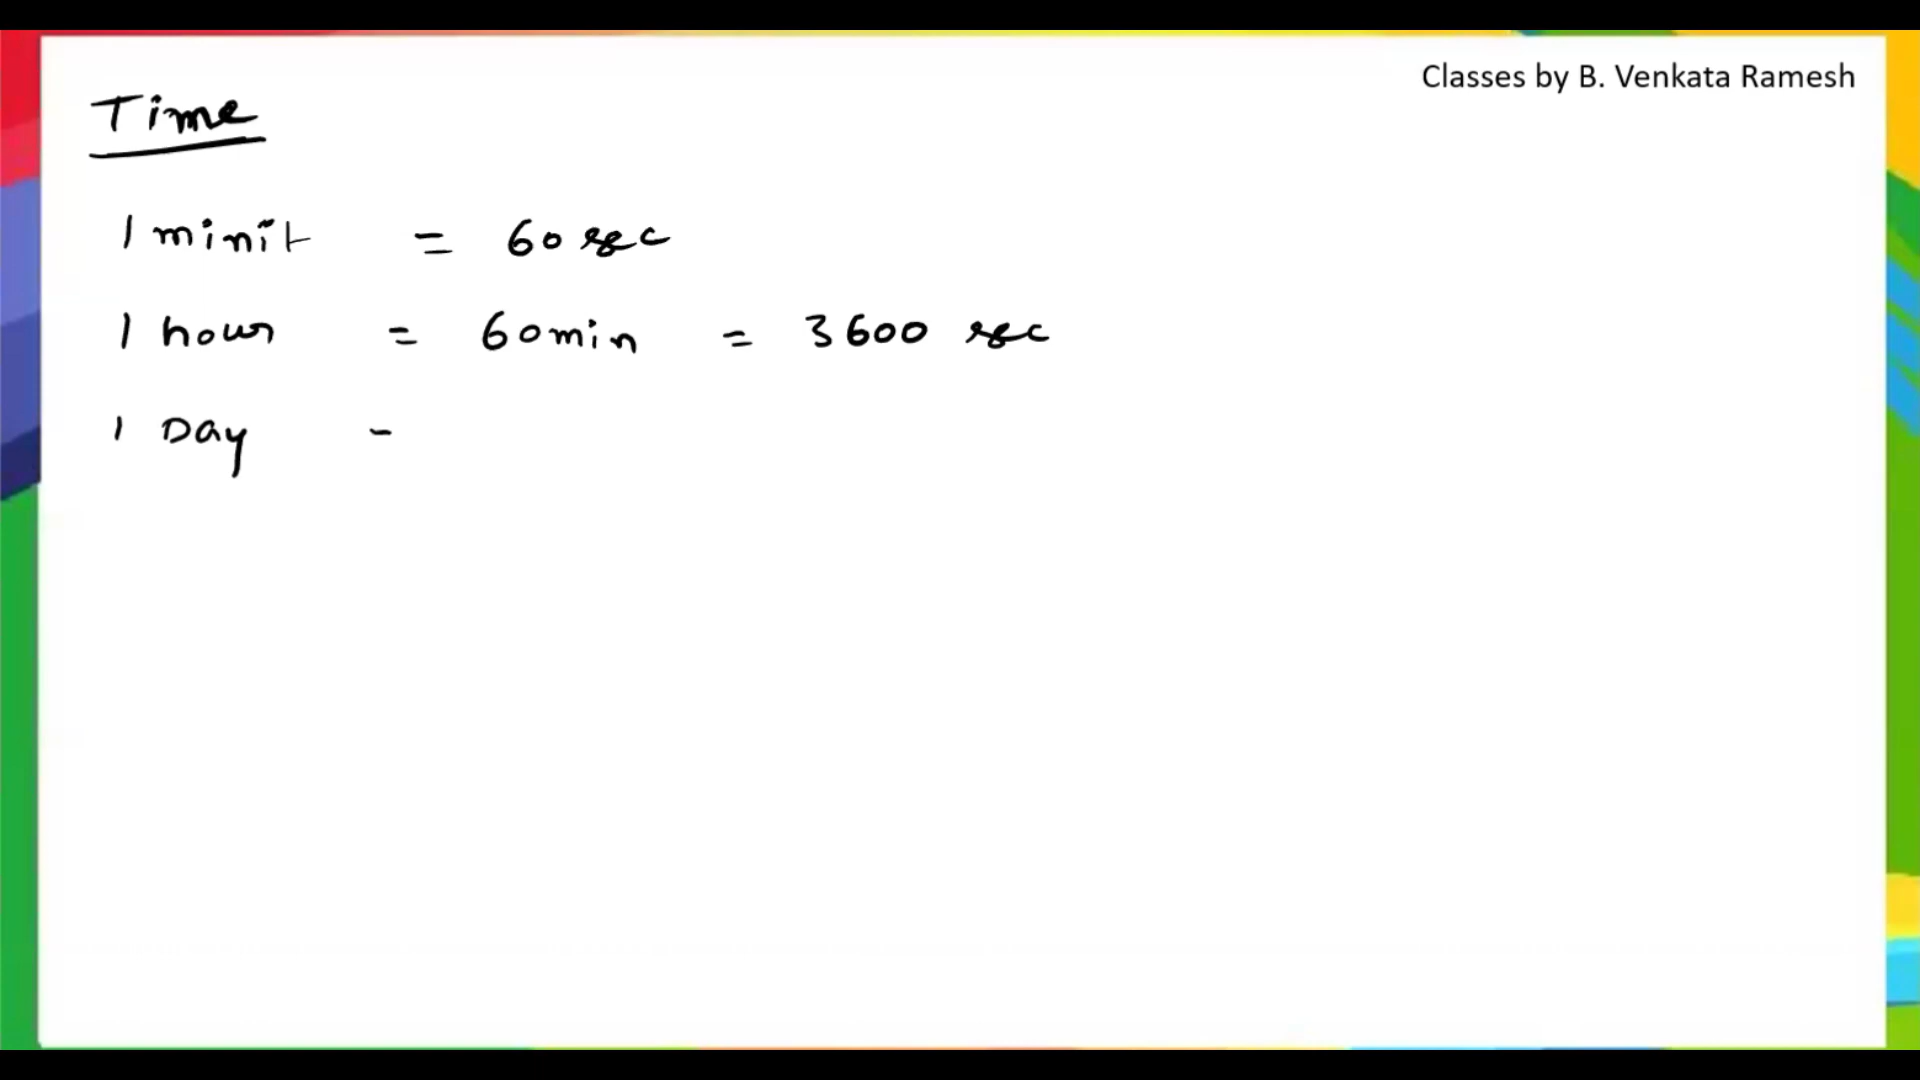 Classes by B. Venkata Ramesh
Time
1 minit = 60 sec
1 hour = 60 min = 3600 sec
1 Day -